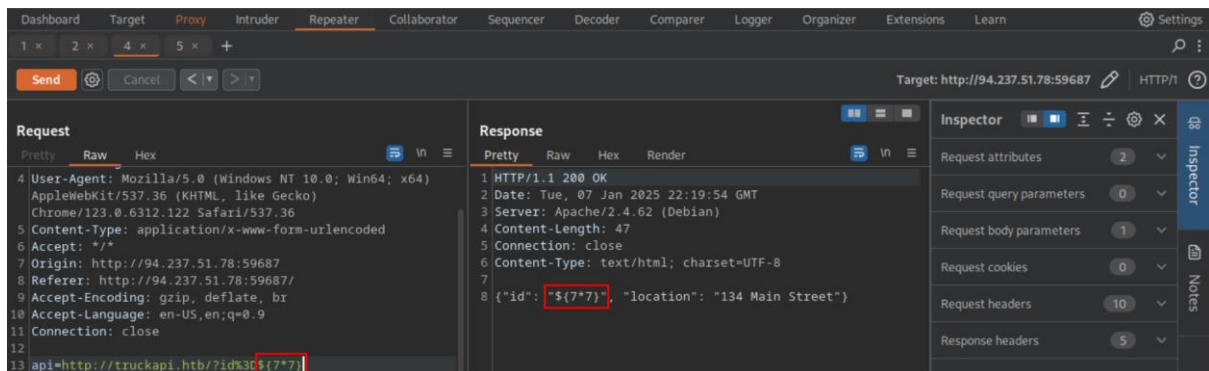 Dashboard Target Proxy Intruder Repeater Collaborator Sequencer Decoder Comparer Logger Organizer Extensions Learn Settings
1 × 2 × 4 × 5 × +
Send Cancel < > Target: http://94.237.51.78:59687 HTTP/1
Request
Pretty Raw Hex \n
4 User-Agent: Mozilla/5.0 (Windows NT 10.0; Win64; x64)
AppleWebKit/537.36 (KHTML, like Gecko)
Chrome/123.0.6312.122 Safari/537.36
5 Content-Type: application/x-www-form-urlencoded
6 Accept: */*
7 Origin: http://94.237.51.78:59687
8 Referer: http://94.237.51.78:59687/
9 Accept-Encoding: gzip, deflate, br
10 Accept-Language: en-US,en;q=0.9
11 Connection: close
12
13 api=http://truckapi.htb/?id%3D${7*7}
Response
Pretty Raw Hex Render \n
1 HTTP/1.1 200 OK
2 Date: Tue, 07 Jan 2025 22:19:54 GMT
3 Server: Apache/2.4.62 (Debian)
4 Content-Length: 47
5 Connection: close
6 Content-Type: text/html; charset=UTF-8
7
8 {"id": "${7*7}", "location": "134 Main Street"}
Inspector
Request attributes 2
Request query parameters 0
Request body parameters 1
Request cookies 0
Request headers 10
Response headers 5
Inspector
Notes